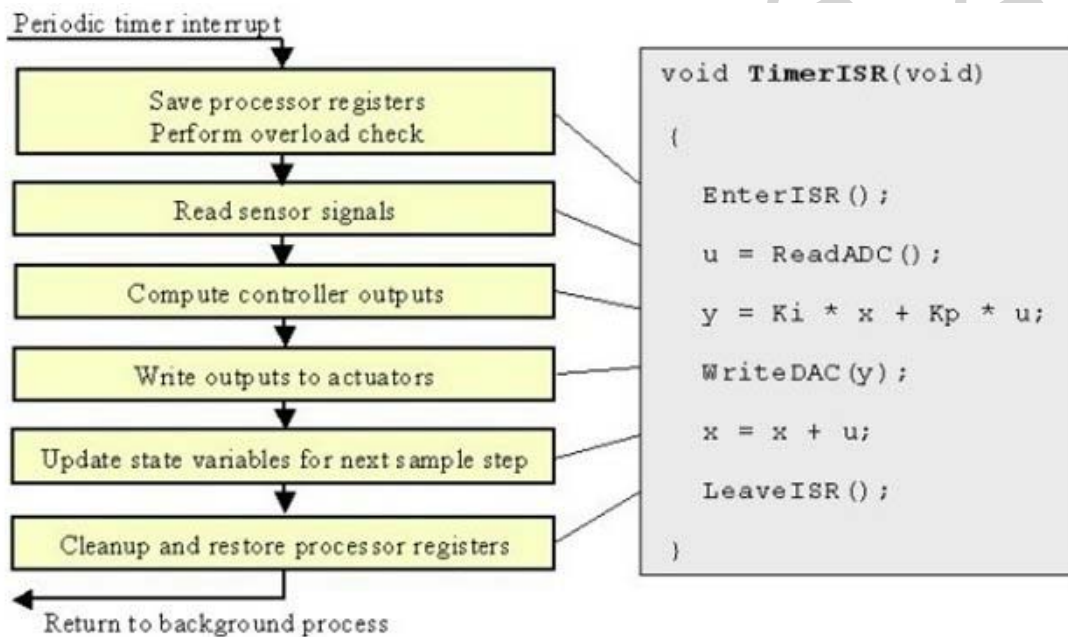 Periodic timer interrupt
Save processor registers
Perform overload check
Read sensor signals
Compute controller outputs
Write outputs to actuators
Update state variables for next sample step
Cleanup and restore processor registers
Return to background process
void TimerISR(void)
{
EnterISR();
u = ReadADC();
y = Ki * x + Kp * u;
WriteDAC(y);
x = x + u;
LeaveISR();
}